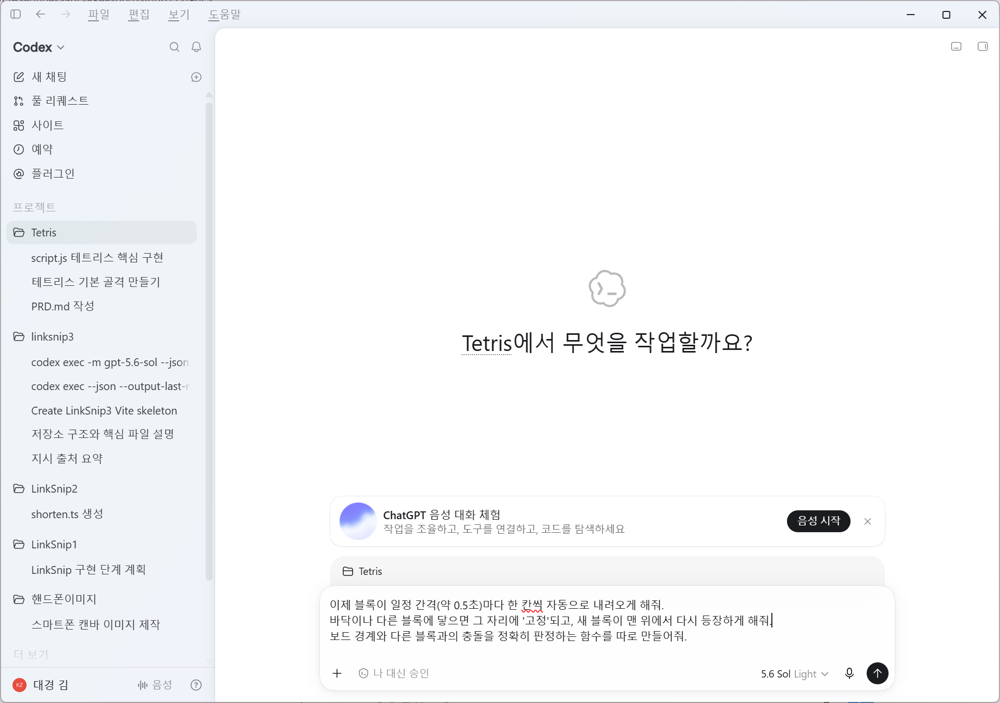 파일 편집 보기 도움말
Codex
새 채팅
풀 리퀘스트
사이트
예약
플러그인
프로젝트
Tetris
script.js 테트리스 핵심 구현
테트리스 기본 골격 만들기
PRD.md 작성
linksnip3
codex exec -m gpt-5.6-sol --json
codex exec --json --output-last-
Create LinkSnip3 Vite skeleton
저장소 구조와 핵심 파일 설명
지시 출처 요약
LinkSnip2
shorten.ts 생성
LinkSnip1
LinkSnip 구현 단계 계획
핸드폰이미지
스마트폰 캔바 이미지 제작
더 보기
KZ 대경 김 음성
Tetris에서 무엇을 작업할까요?
ChatGPT 음성 대화 체험
작업을 조율하고, 도구를 연결하고, 코드를 탐색하세요
음성 시작
Tetris
이제 블록이 일정 간격(약 0.5초)마다 한 칸씩 자동으로 내려오게 해줘.
바닥이나 다른 블록에 닿으면 그 자리에 '고정'되고, 새 블록이 맨 위에서 다시 등장하게 해줘.
보드 경계와 다른 블록과의 충돌을 정확히 판정하는 함수를 따로 만들어줘.
나 대신 승인
5.6 Sol Light